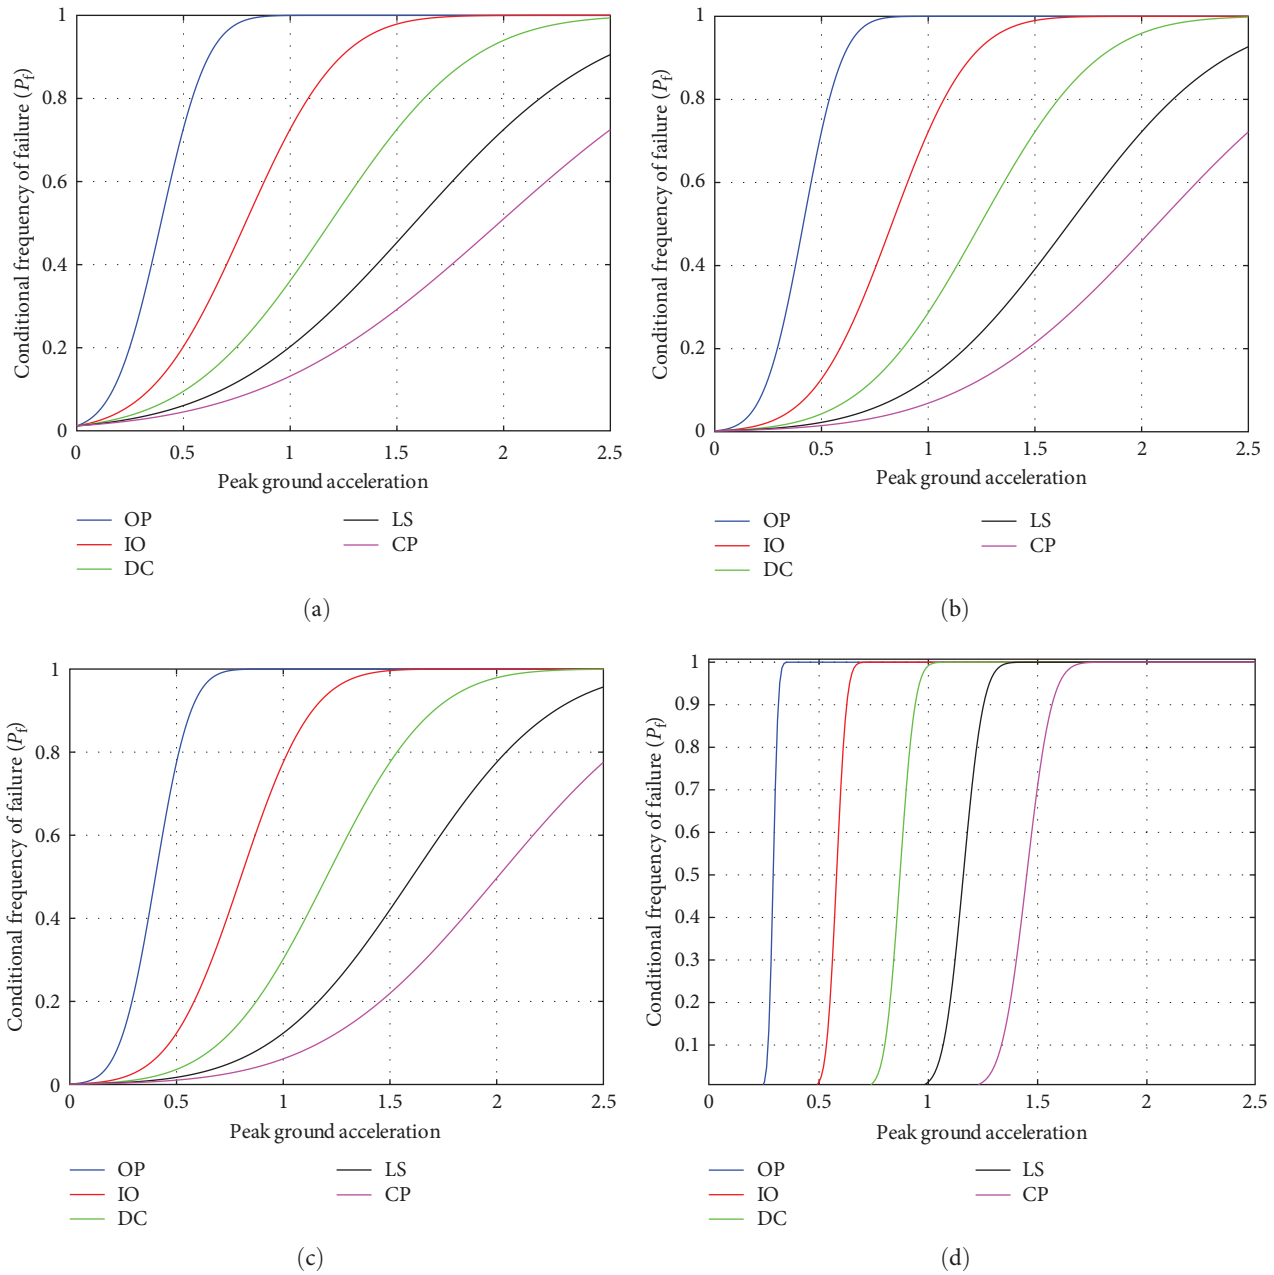 Conditional frequency of failure (Pf)
1
0.8
0.6
0.4
0.2
0
0 0.5 1 1.5 2 2.5
Peak ground acceleration
OP LS
IO CP
DC
(a)
Conditional frequency of failure (Pf)
1
0.8
0.6
0.4
0.2
0
0 0.5 1 1.5 2 2.5
Peak ground acceleration
OP LS
IO CP
DC
(b)
Conditional frequency of failure (Pf)
1
0.8
0.6
0.4
0.2
0
0 0.5 1 1.5 2 2.5
Peak ground acceleration
OP LS
IO CP
DC
(c)
Conditional frequency of failure (Pf)
1
0.9
0.8
0.7
0.6
0.5
0.4
0.3
0.2
0.1
0 0.5 1 1.5 2 2.5
Peak ground acceleration
OP LS
IO CP
DC
(d)